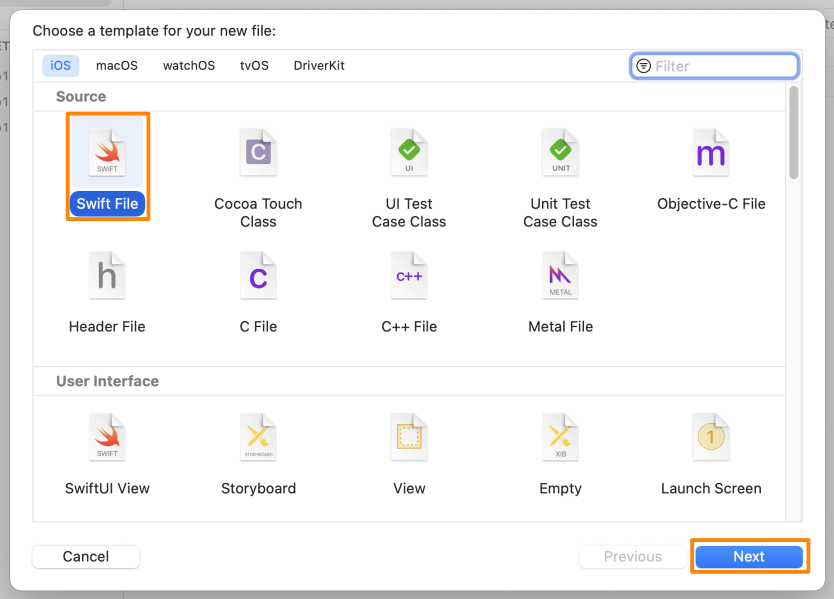 Choose a template for your new file:
iOS macOS watchOS tvOS DriverKit Filter
Source
SWIFT C UI UNIT m
Swift File Cocoa Touch Class UI Test Case Class Unit Test Case Class Objective-C File
h C C++ METAL
Header File C File C++ File Metal File
User Interface
SWIFT STORYBOARD XIB 1
SwiftUI View Storyboard View Empty Launch Screen
Cancel Previous Next